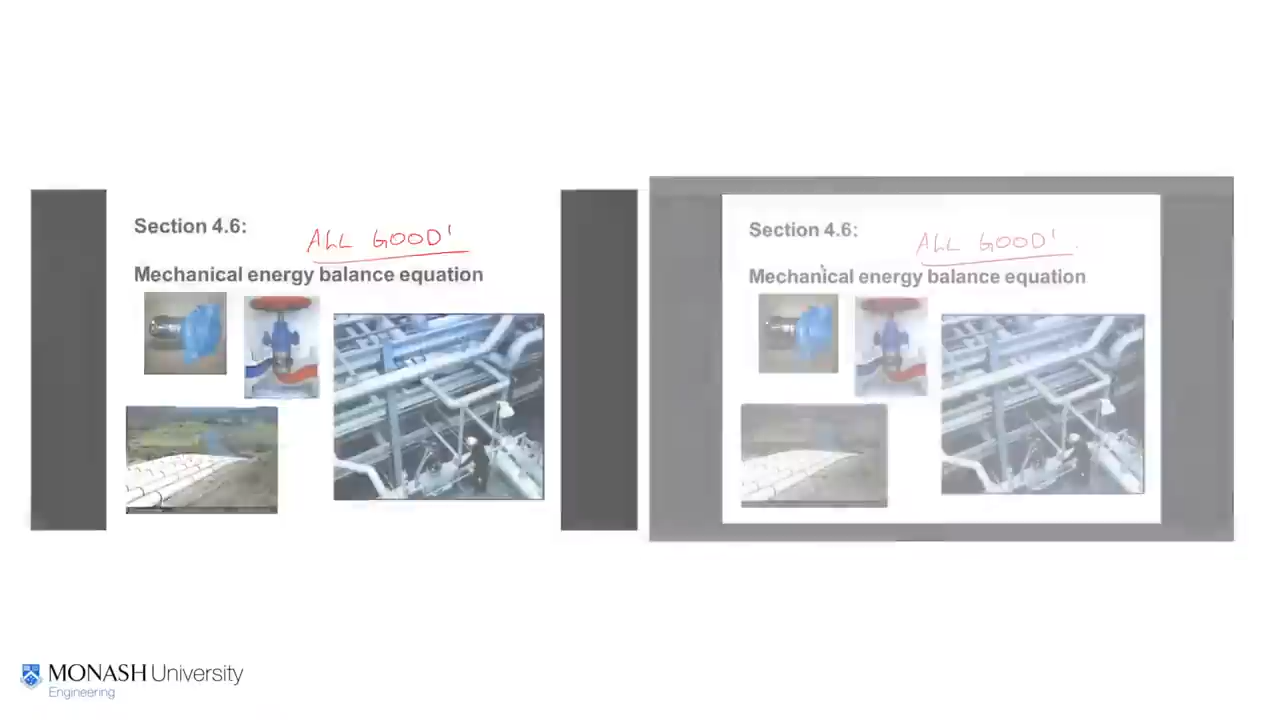 Section 4.6:
ALL GOOD!
Mechanical energy balance equation
Section 4.6:
ALL GOOD!
Mechanical energy balance equation
MONASH University
Engineering